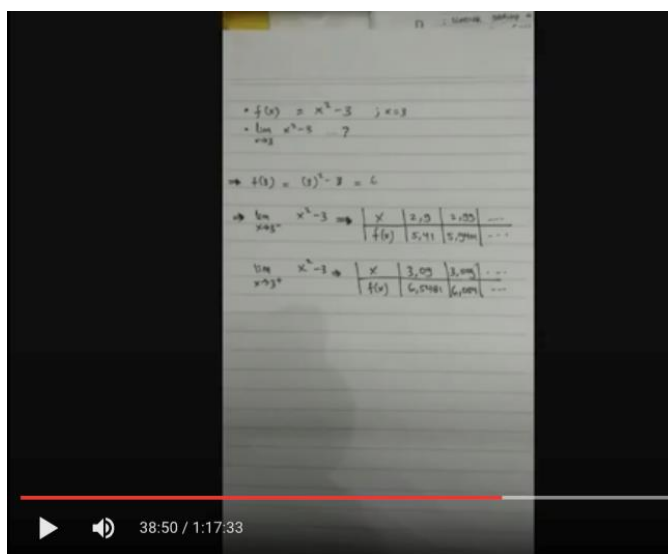 • f(x) = x² - 3 ; x=3
• lim x→3 x² - 3 ?
⇒ f(3) = (3)² - 3 = 6
⇒ lim x→3⁻ x² - 3 ⇒ x | 2,9 | 2,99 | ...
f(x) | 5,41 | 5,9401 | ...
lim x→3⁺ x² - 3 ⇒ x | 3,09 | 3,009 | ...
f(x) | 6,5481 | 6,054 | ...
38:50 / 1:17:33